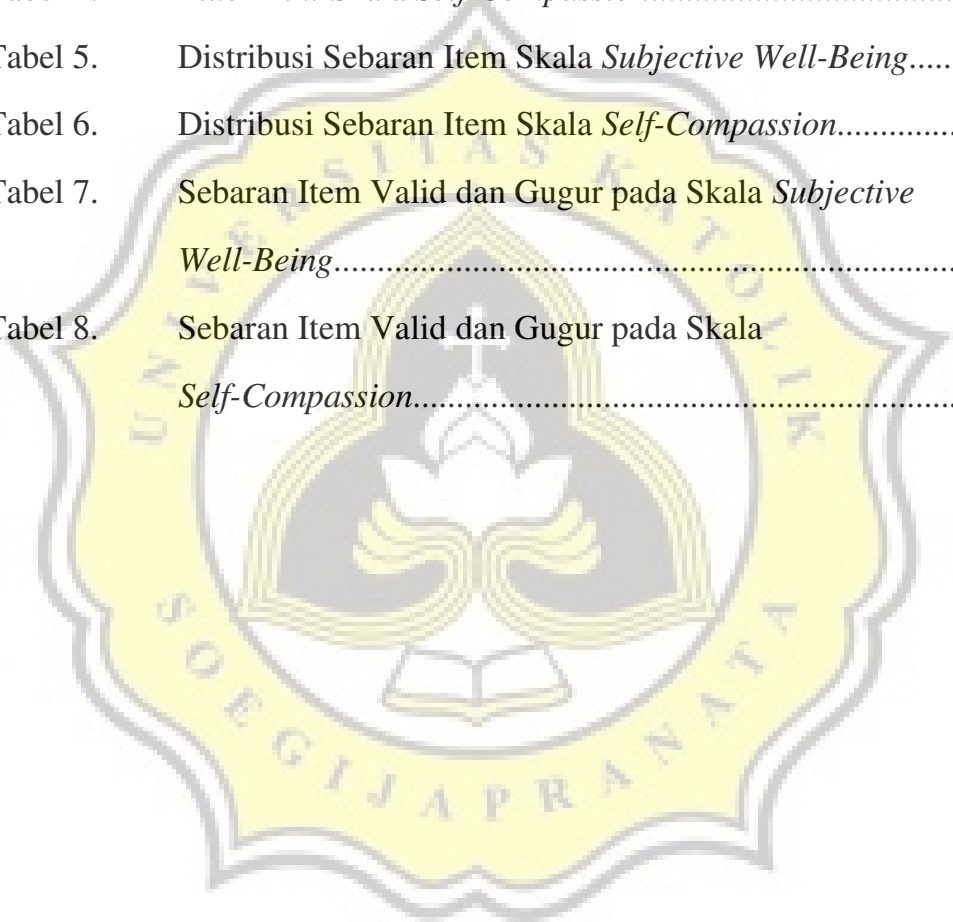 Tabel 5. Distribusi Sebaran Item Skala Subjective Well-Being.....
Tabel 6. Distribusi Sebaran Item Skala Self-Compassion...............
Tabel 7. Sebaran Item Valid dan Gugur pada Skala Subjective
Well-Being.....................................................................
Tabel 8. Sebaran Item Valid dan Gugur pada Skala
Self-Compassion...........................................................
UNIVERSITAS KATOLIK
SOEGIJAPRANATA